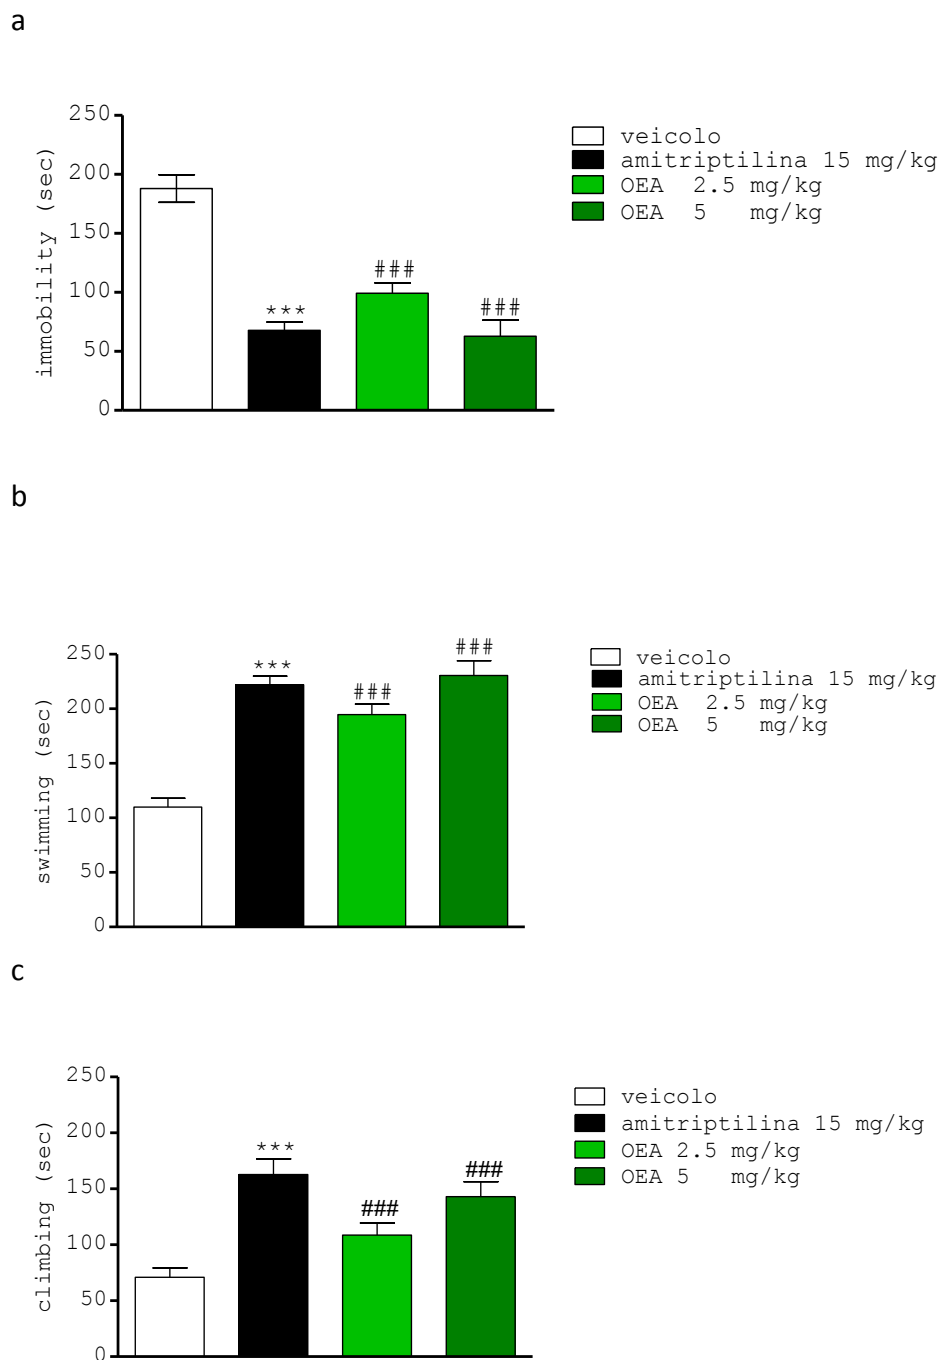 a
250
200
150
100
50
0
immobility (sec)
***
###
###
veicolo
amitriptilina 15 mg/kg
OEA 2.5 mg/kg
OEA 5 mg/kg
b
250
200
150
100
50
0
swimming (sec)
***
###
###
veicolo
amitriptilina 15 mg/kg
OEA 2.5 mg/kg
OEA 5 mg/kg
c
250
200
150
100
50
0
climbing (sec)
***
###
###
veicolo
amitriptilina 15 mg/kg
OEA 2.5 mg/kg
OEA 5 mg/kg